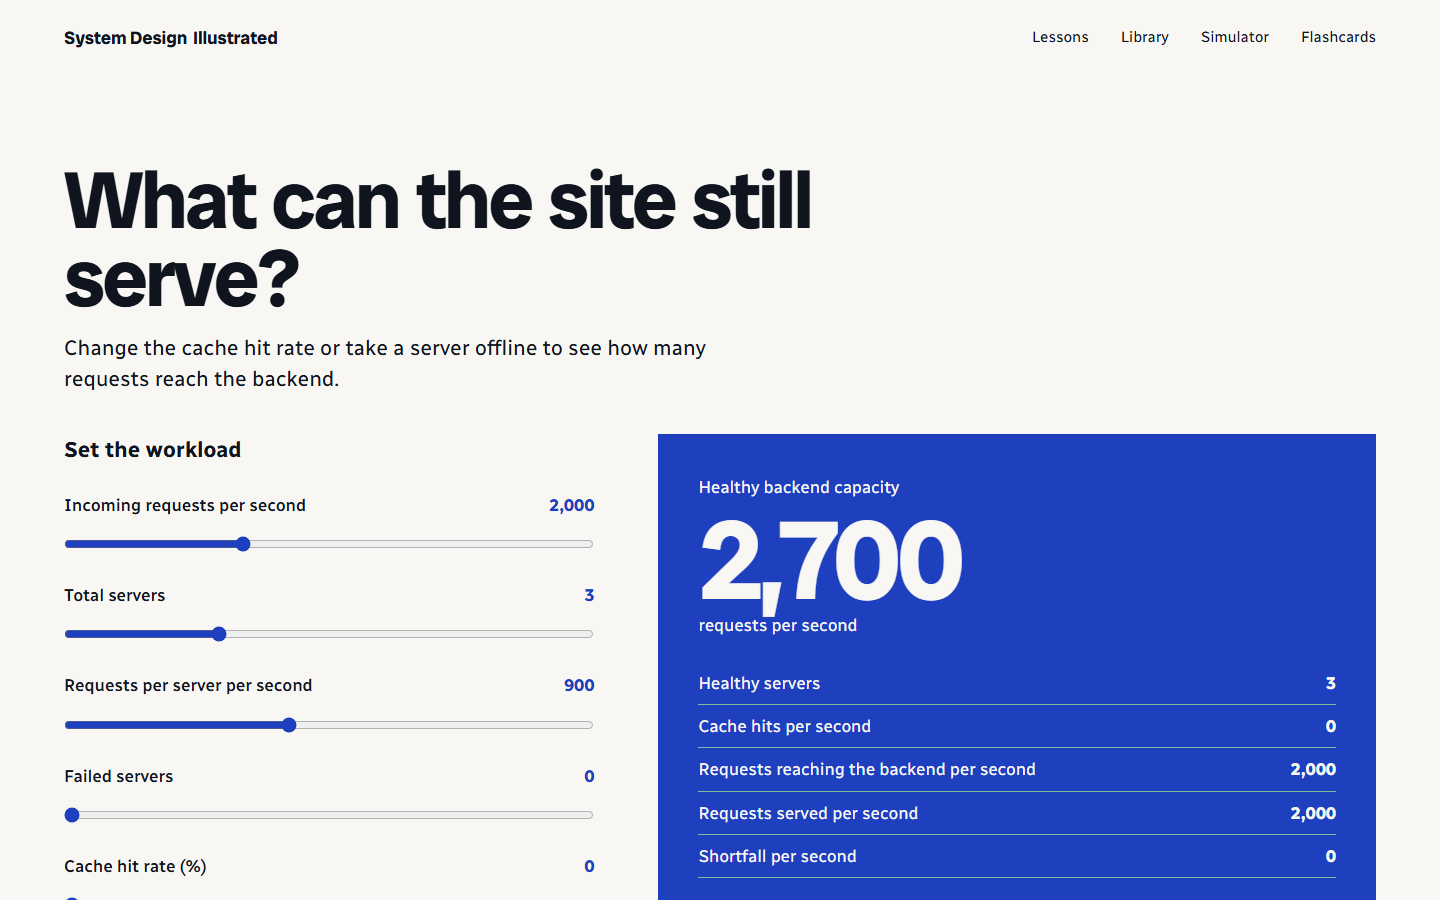 System Design Illustrated
Lessons Library Simulator Flashcards
What can the site still
serve?
Change the cache hit rate or take a server offline to see how many
requests reach the backend.
Set the workload
Incoming requests per second 2,000
Total servers 3
Requests per server per second 900
Failed servers 0
Cache hit rate (%) 0
Healthy backend capacity
2,700
requests per second
Healthy servers 3
Cache hits per second 0
Requests reaching the backend per second 2,000
Requests served per second 2,000
Shortfall per second 0